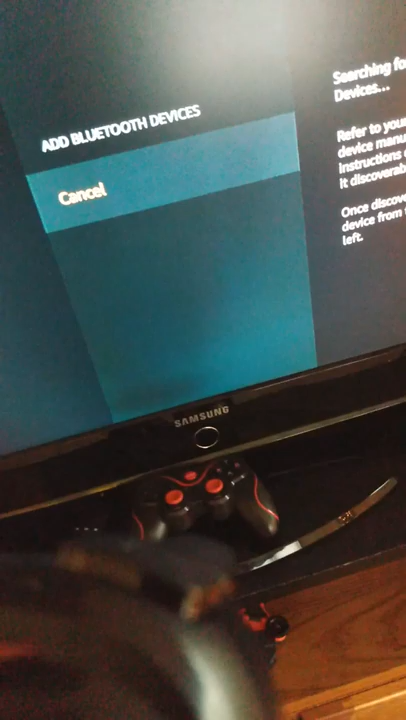 ADD BLUETOOTH DEVICES
Cancel
Searching fo
Devices...
Refer to your
device manu
instructions
it discoverab
Once discove
device from
left.
SAMSUNG